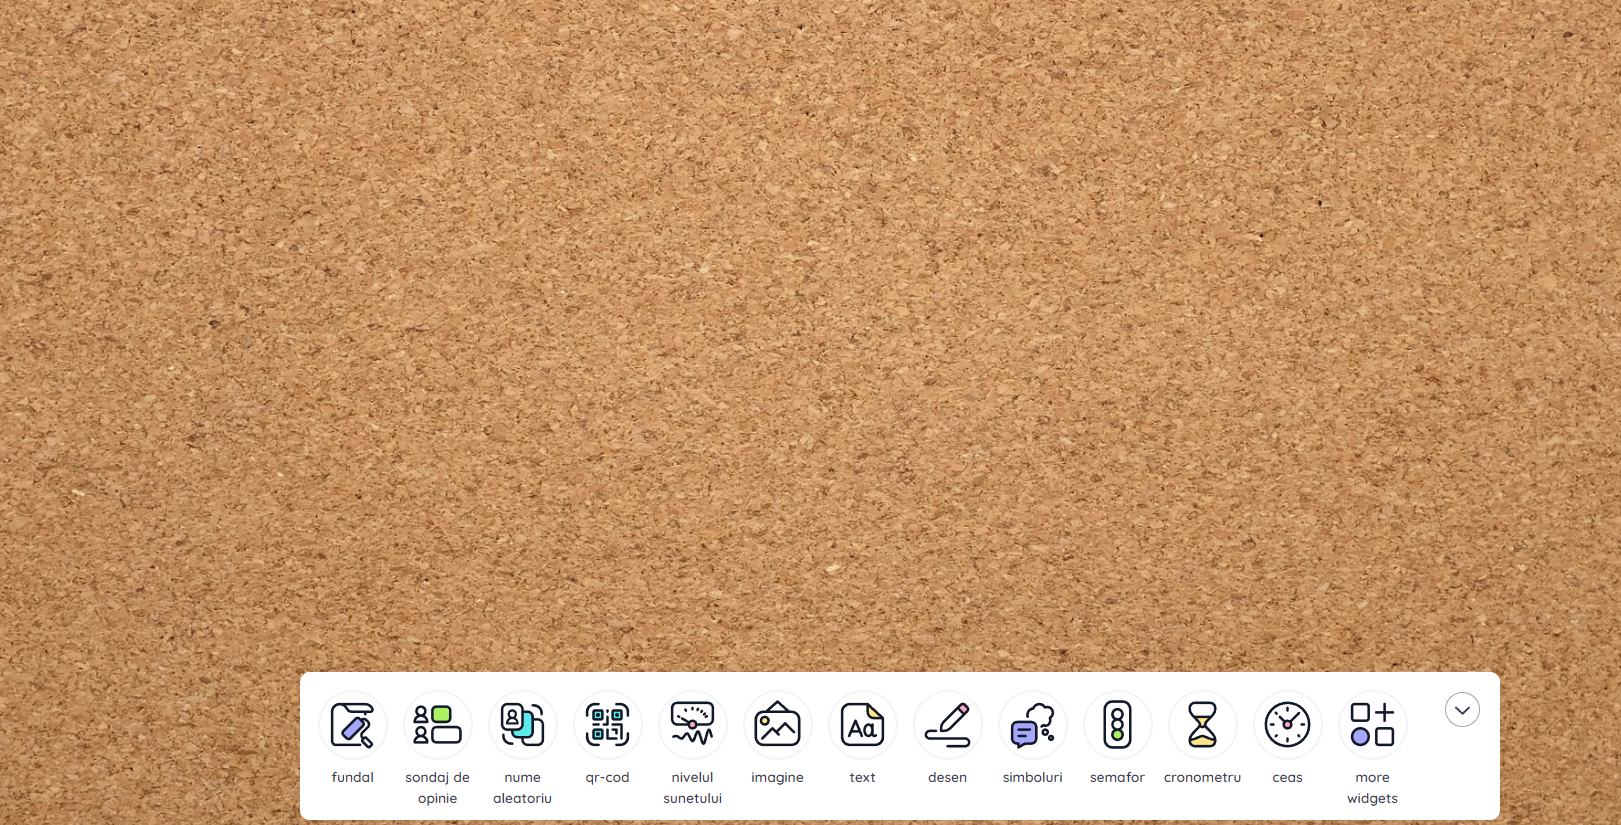 fundal
sondaj de
opinie
nume
aleatoriu
qr-cod
nivelul
sunetului
imagine
Aa
text
desen
simboluri
semafor
cronometru
ceas
more
widgets